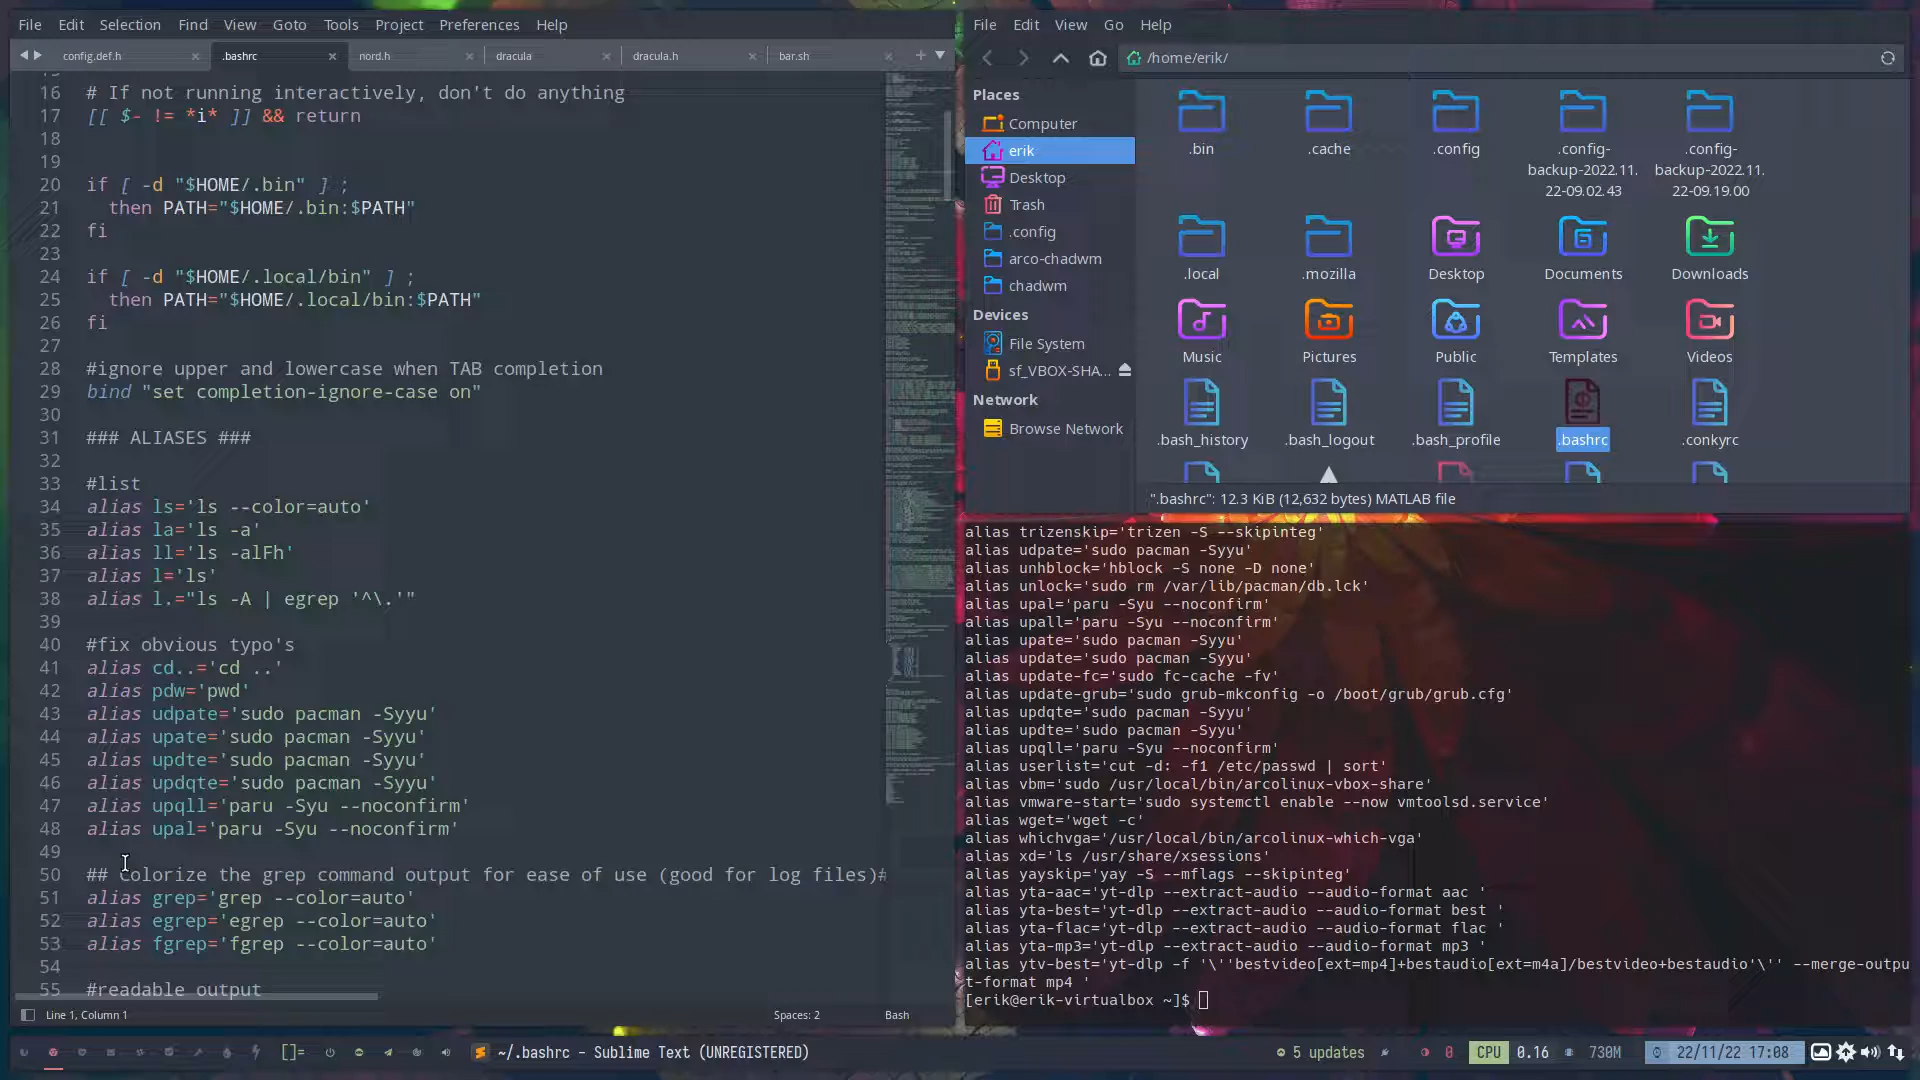 File Edit Selection Find View Goto Tools Project Preferences Help
config.def.h × .bashrc × nord.h × dracula × dracula.h × bar.sh ×
16 # If not running interactively, don't do anything
17 [[ $- != *i* ]] && return
18
19
20 if [ -d "$HOME/.bin" ] ;
21 then PATH="$HOME/.bin:$PATH"
22 fi
23
24 if [ -d "$HOME/.local/bin" ] ;
25 then PATH="$HOME/.local/bin:$PATH"
26 fi
27
28 #ignore upper and lowercase when TAB completion
29 bind "set completion-ignore-case on"
30
31 ### ALIASES ###
32
33 #list
34 alias ls='ls --color=auto'
35 alias la='ls -a'
36 alias ll='ls -alFh'
37 alias l='ls'
38 alias l.="ls -A | egrep '^\.'"
39
40 #fix obvious typo's
41 alias cd..='cd ..'
42 alias pdw='pwd'
43 alias udpate='sudo pacman -Syyu'
44 alias upate='sudo pacman -Syyu'
45 alias updte='sudo pacman -Syyu'
46 alias updqte='sudo pacman -Syyu'
47 alias upqll='paru -Syu --noconfirm'
48 alias upal='paru -Syu --noconfirm'
49
50 ## Colorize the grep command output for ease of use (good for log files)#
51 alias grep='grep --color=auto'
52 alias egrep='egrep --color=auto'
53 alias fgrep='fgrep --color=auto'
54
55 #readable output
Line 1, Column 1 Spaces: 2 Bash
File Edit View Go Help
/home/erik/
Places
Computer
erik
Desktop
Trash
.config
arco-chadwm
chadwm
Devices
File System
sf_VBOX-SHA...
Network
Browse Network
.bin .cache .config .config-backup-2022.11.22-09.02.43 .config-backup-2022.11.22-09.19.00
.local .mozilla Desktop Documents Downloads
Music Pictures Public Templates Videos
.bash_history .bash_logout .bash_profile .bashrc .conkyrc
".bashrc": 12.3 KiB (12,632 bytes) MATLAB file
alias trizenskip='trizen -S --skipinteg'
alias udpate='sudo pacman -Syyu'
alias unhblock='hblock -S none -D none'
alias unlock='sudo rm /var/lib/pacman/db.lck'
alias upal='paru -Syu --noconfirm'
alias upall='paru -Syu --noconfirm'
alias upate='sudo pacman -Syyu'
alias update='sudo pacman -Syyu'
alias update-fc='sudo fc-cache -fv'
alias update-grub='sudo grub-mkconfig -o /boot/grub/grub.cfg'
alias updqte='sudo pacman -Syyu'
alias updte='sudo pacman -Syyu'
alias upqll='paru -Syu --noconfirm'
alias userlist='cut -d: -f1 /etc/passwd | sort'
alias vbm='sudo /usr/local/bin/arcolinux-vbox-share'
alias vmware-start='sudo systemctl enable --now vmtoolsd.service'
alias wget='wget -c'
alias whichvga='/usr/local/bin/arcolinux-which-vga'
alias xd='ls /usr/share/xsessions'
alias yayskip='yay -S --mflags --skipinteg'
alias yta-aac='yt-dlp --extract-audio --audio-format aac '
alias yta-best='yt-dlp --extract-audio --audio-format best '
alias yta-flac='yt-dlp --extract-audio --audio-format flac '
alias yta-mp3='yt-dlp --extract-audio --audio-format mp3 '
alias ytv-best='yt-dlp -f '\''bestvideo[ext=mp4]+bestaudio[ext=m4a]/bestvideo+bestaudio'\'' --merge-outpu
t-format mp4 '
[erik@erik-virtualbox ~]$
[]= ~/.bashrc - Sublime Text (UNREGISTERED) 5 updates 0 CPU 0.16 730M 22/11/22 17:08